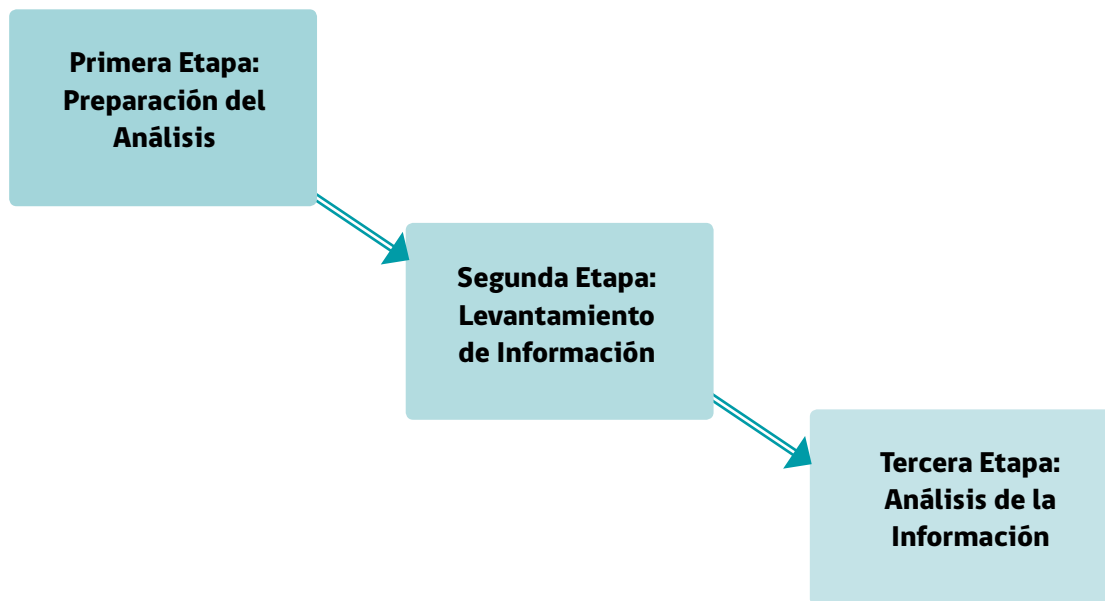 Primera Etapa:
Preparación del
Análisis
Segunda Etapa:
Levantamiento
de Información
Tercera Etapa:
Análisis de la
Información